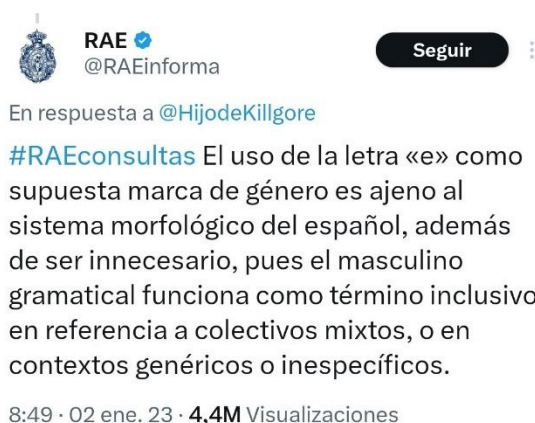 RAE
@RAEinforma
Seguir
En respuesta a @HijodeKillgore
#RAEconsultas El uso de la letra «e» como
supuesta marca de género es ajeno al
sistema morfológico del español, además
de ser innecesario, pues el masculino
gramatical funciona como término inclusivo
en referencia a colectivos mixtos, o en
contextos genéricos o inespecíficos.
8:49 · 02 ene. 23 · 4,4M Visualizaciones